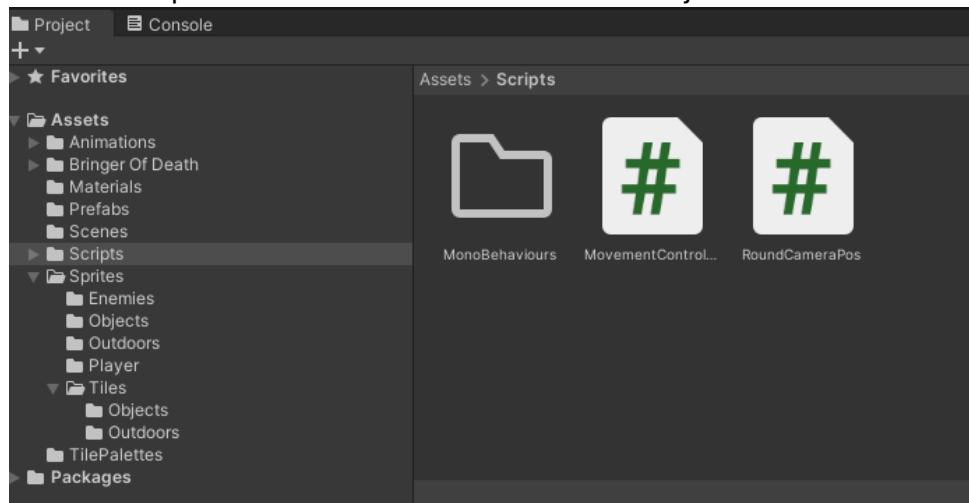 Project
Console
Favorites
Assets
Animations
Bringer Of Death
Materials
Prefabs
Scenes
Scripts
Sprites
Enemies
Objects
Outdoors
Player
Tiles
Objects
Outdoors
TilePalettes
Packages
Assets > Scripts
MonoBehaviours
MovementControl...
RoundCameraPos